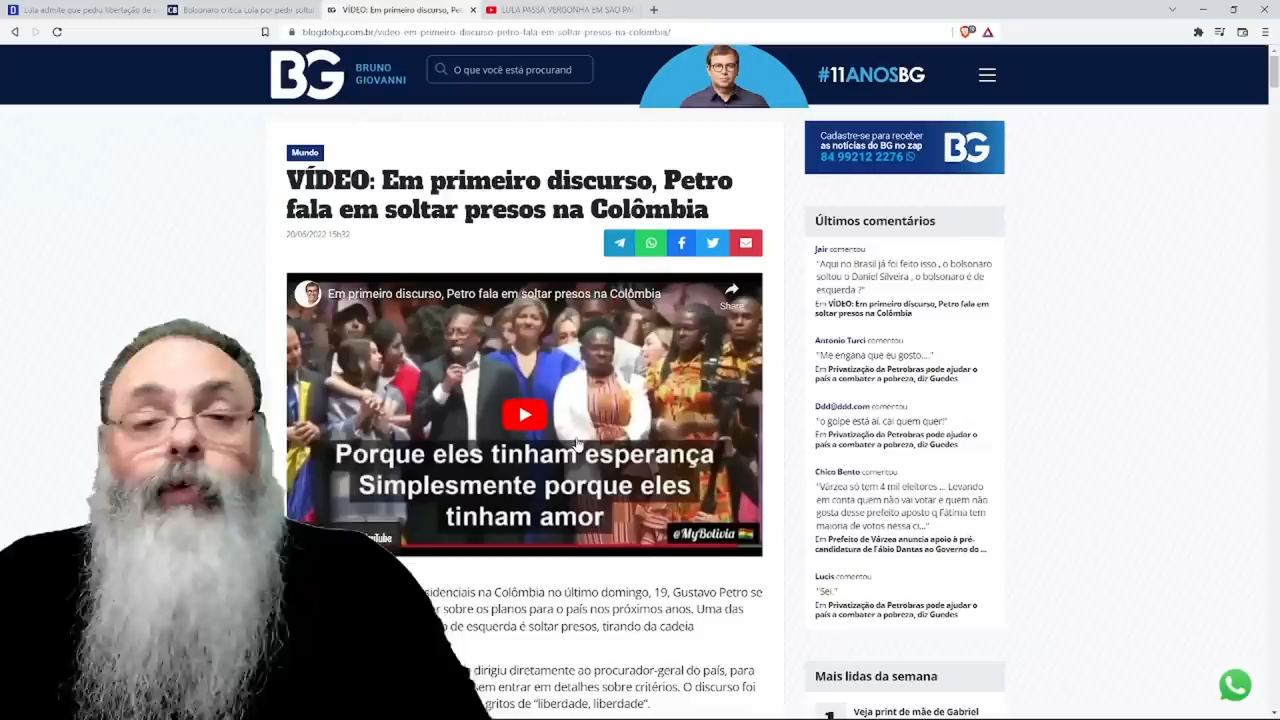 Lula admite que pediu libertação de s
Bolsonaro critica Lula por pedir soltu
VÍDEO: Em primeiro discurso, Pet
LULA PASSA VERGONHA EM SÃO PA
blogdobg.com.br/video-em-primeiro-discurso-petro-fala-em-soltar-presos-na-colombia/
BG BRUNO GIOVANNI
O que você está procurand
#11ANOSBG
Mundo
VÍDEO: Em primeiro discurso, Petro
fala em soltar presos na Colômbia
20/06/2022 15h32
Em primeiro discurso, Petro fala em soltar presos na Colômbia
Share
Porque eles tinham esperança
Simplesmente porque eles
tinham amor
@MyBolivia
sidenciais na Colômbia no último domingo, 19, Gustavo Petro se
ar sobre os planos para o país nos próximos anos. Uma das
o de esquerda é soltar presos, tirando da cadeia
dirigiu diretamente ao procurador-geral do país, para
sem entrar em detalhes sobre critérios. O discurso foi
gritos de “liberdade, liberdade”.
Cadastre-se para receber
as notícias do BG no zap
84 99212 2276
BG
Últimos comentários
Jair comentou
"Aqui no Brasil já foi feito isso , o bolsonaro
soltou o Daniel Silveira , o bolsonaro é de
esquerda ?"
Em VÍDEO: Em primeiro discurso, Petro fala em
soltar presos na Colômbia
Antonio Turci comentou
"Me engana que eu gosto...."
Em Privatização da Petrobras pode ajudar o
país a combater a pobreza, diz Guedes
Ddd@ddd.com comentou
"o golpe está aí, cai quem quer!"
Em Privatização da Petrobras pode ajudar o
país a combater a pobreza, diz Guedes
Chico Bento comentou
"Várzea só tem 4 mil eleitores ... Levando
em conta quem não vai votar e quem não
gosta desse prefeito aposto q Fátima tem
maioria de votos nessa ci..."
Em Prefeito de Várzea anuncia apoio à pré-
candidatura de Fábio Dantas ao Governo do ...
Lucis comentou
"Sei."
Em Privatização da Petrobras pode ajudar o
país a combater a pobreza, diz Guedes
Mais lidas da semana
1
Veja print de mãe de Gabriel